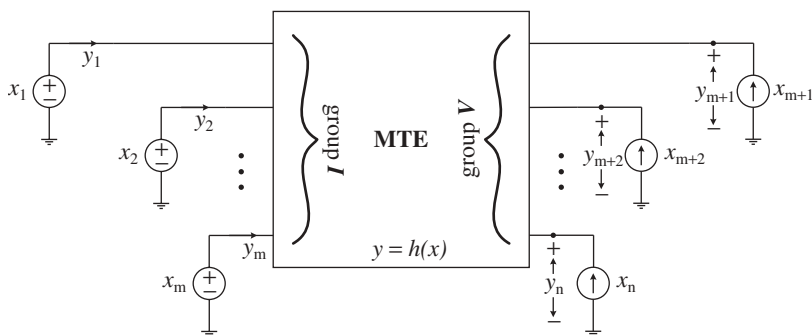 x1
y1
x2
y2
xm
ym
group I
MTE
group V
y = h(x)
+
ym+1
−
xm+1
+
ym+2
−
xm+2
+
yn
−
xn